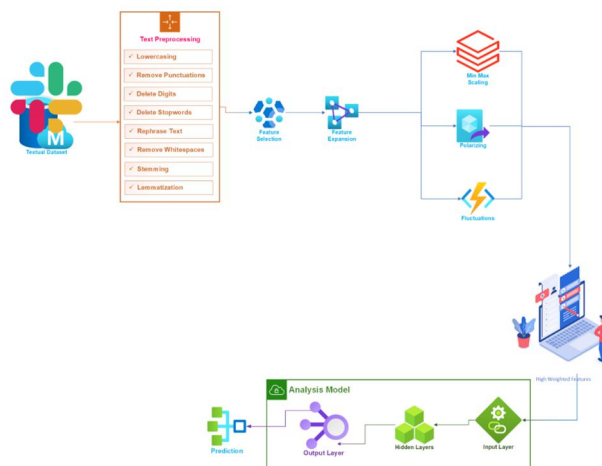 Text Preprocessing
Lowercasing
Remove Punctuations
Delete Digits
Delete Stopwords
Rephrase Text
Remove Whitespaces
Stemming
Lammatization
M
Textual Dataset
Feature
Selection
Feature
Expansion
Min Max
Scaling
Polarizing
Fluctuations
High Weighted Features
Analysis Model
Prediction
Output Layer
Hidden Layers
Input Layer